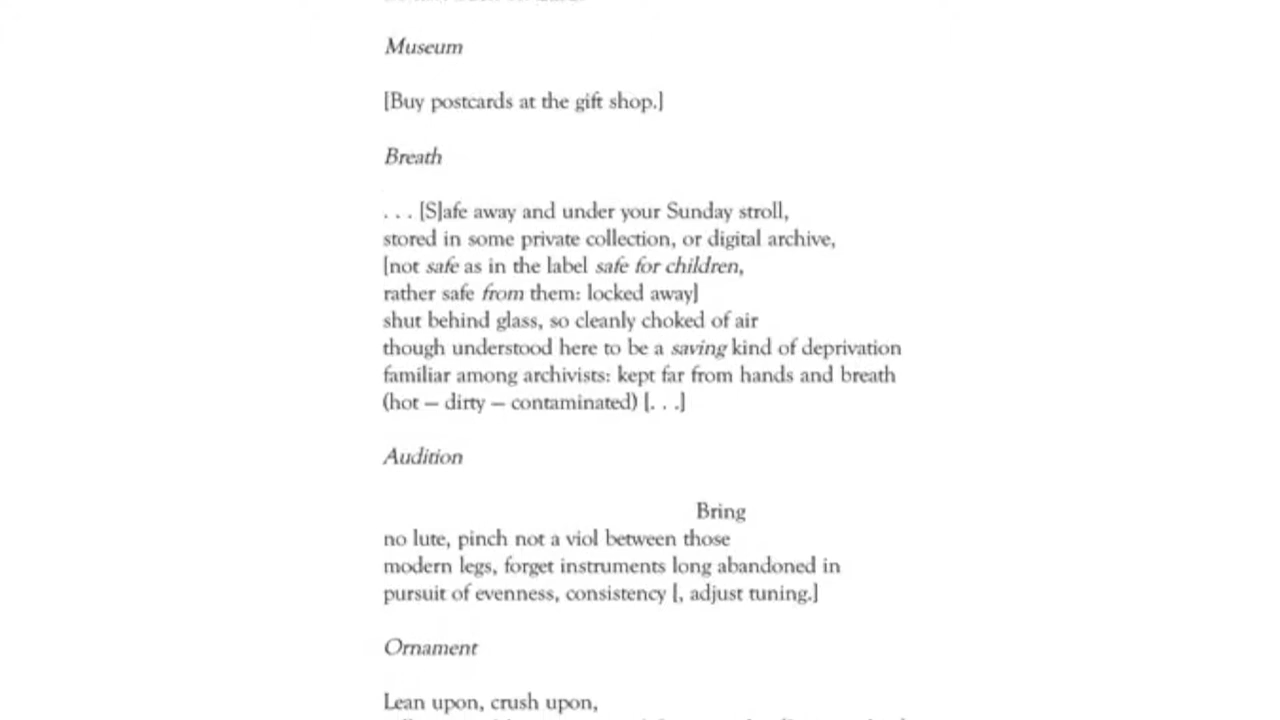 Museum
[Buy postcards at the gift shop.]
Breath
. . . [S]afe away and under your Sunday stroll,
stored in some private collection, or digital archive,
[not safe as in the label safe for children,
rather safe from them: locked away]
shut behind glass, so cleanly choked of air
though understood here to be a saving kind of deprivation
familiar among archivists: kept far from hands and breath
(hot – dirty – contaminated) [. . .]
Audition
Bring
no lute, pinch not a viol between those
modern legs, forget instruments long abandoned in
pursuit of evenness, consistency [, adjust tuning.]
Ornament
Lean upon, crush upon,